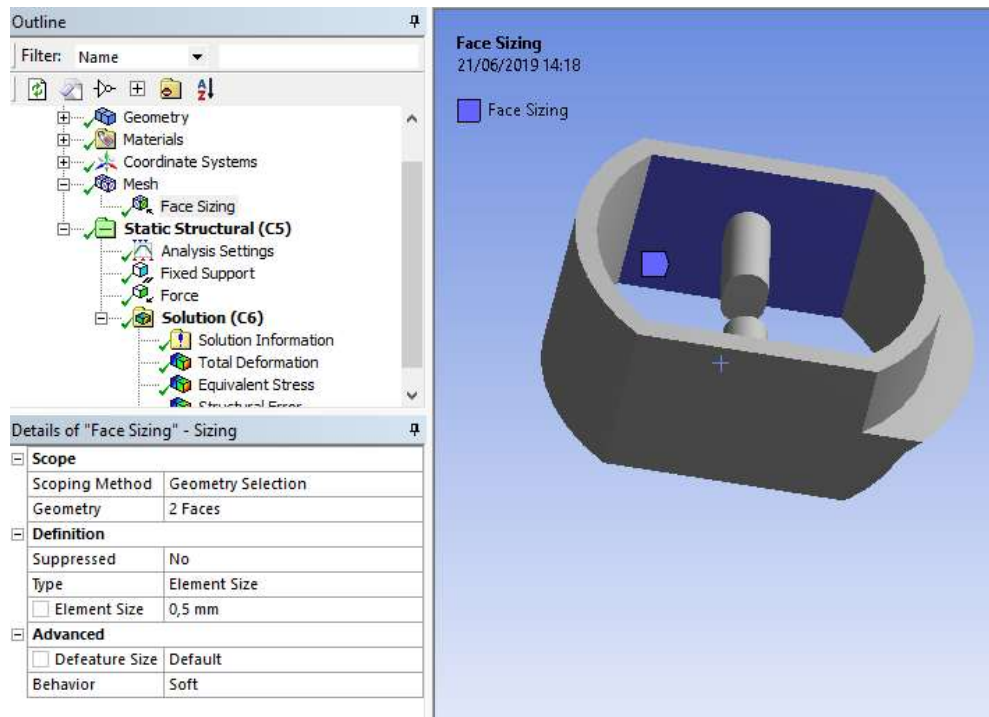 Outline
Filter: Name
Geometry
Materials
Coordinate Systems
Mesh
Face Sizing
Static Structural (C5)
Analysis Settings
Fixed Support
Force
Solution (C6)
Solution Information
Total Deformation
Equivalent Stress
Structural Error
Details of "Face Sizing" - Sizing
Scope
Scoping Method Geometry Selection
Geometry 2 Faces
Definition
Suppressed No
Type Element Size
Element Size 0,5 mm
Advanced
Defeature Size Default
Behavior Soft
Face Sizing
21/06/2019 14:18
Face Sizing